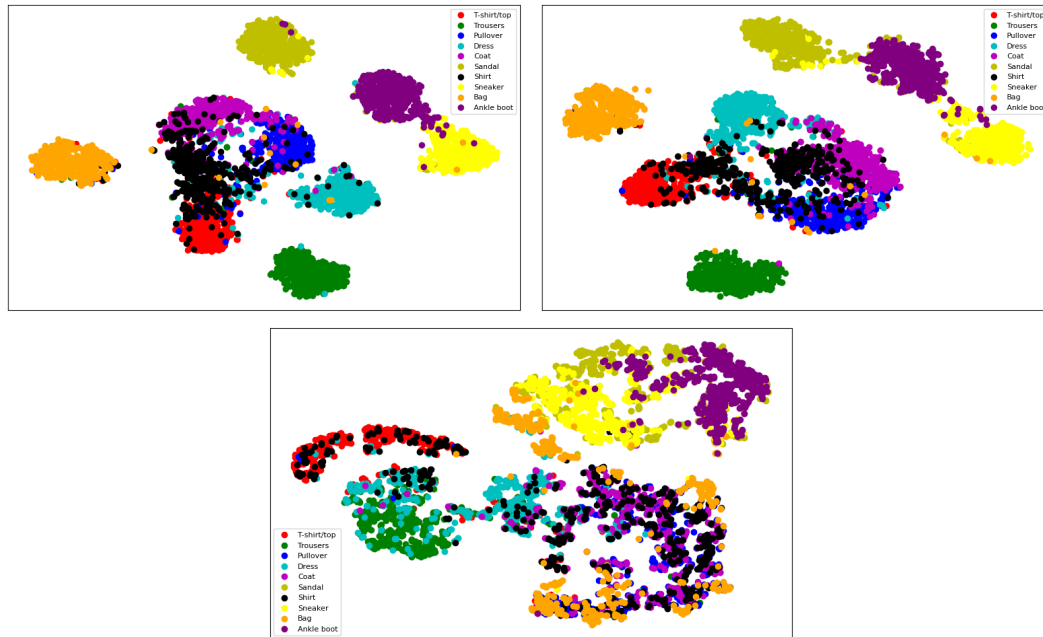 T-shirt/top
Trousers
Pullover
Dress
Coat
Sandal
Shirt
Sneaker
Bag
Ankle boot
T-shirt/top
Trousers
Pullover
Dress
Coat
Sandal
Shirt
Sneaker
Bag
Ankle boot
T-shirt/top
Trousers
Pullover
Dress
Coat
Sandal
Shirt
Sneaker
Bag
Ankle boot